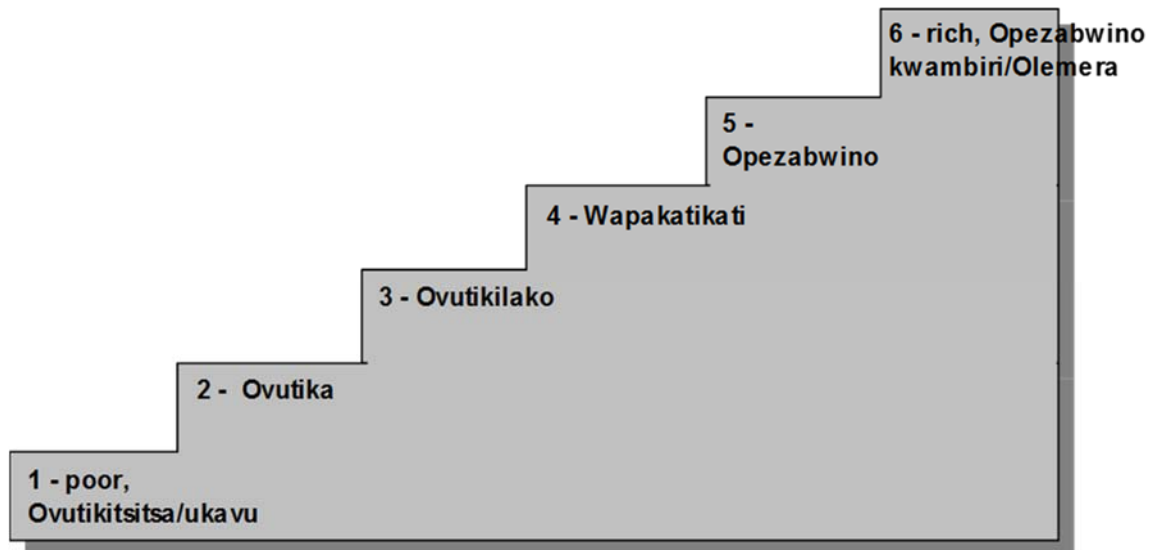 6 - rich, Opezabwino
kwambiri/Olemera
5 -
Opezabwino
4 - Wapakatikati
3 - Ovutikilako
2 - Ovutika
1 - poor,
Ovutikitsitsa/ukavu